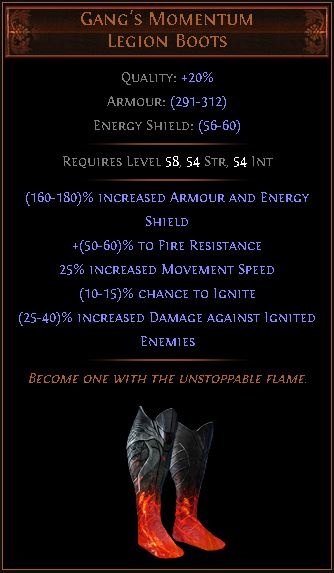 Gang's Momentum
Legion Boots
Quality: +20%
Armour: (291-312)
Energy Shield: (56-60)
Requires Level 58, 54 Str, 54 Int
(160-180)% increased Armour and Energy
Shield
+(50-60)% to Fire Resistance
25% increased Movement Speed
(10-15)% chance to Ignite
(25-40)% increased Damage against Ignited
Enemies
Become one with the unstoppable flame.